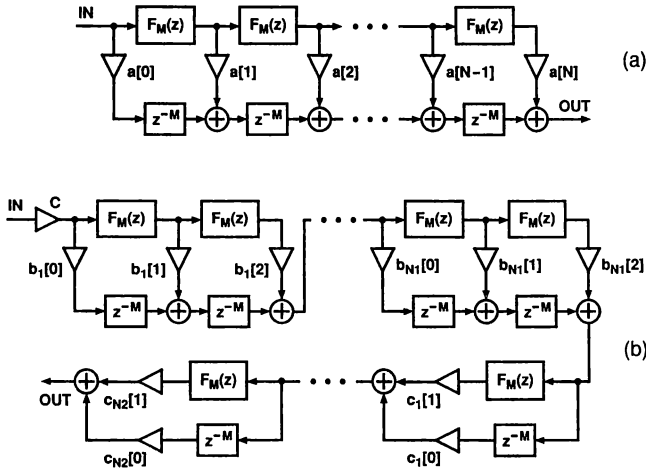 IN F_M(z) F_M(z) • • • F_M(z)
a[0] a[1] a[2] a[N−1] a[N] (a)
z^−M + z^−M + • • • + z^−M + OUT
IN C F_M(z) F_M(z) • • • F_M(z) F_M(z)
b_1[0] b_1[1] b_1[2] b_N1[0] b_N1[1] b_N1[2]
z^−M + z^−M + z^−M + z^−M +
(b)
+ F_M(z) • • • + F_M(z)
OUT c_N2[1] c_1[1]
z^−M z^−M
c_N2[0] c_1[0]